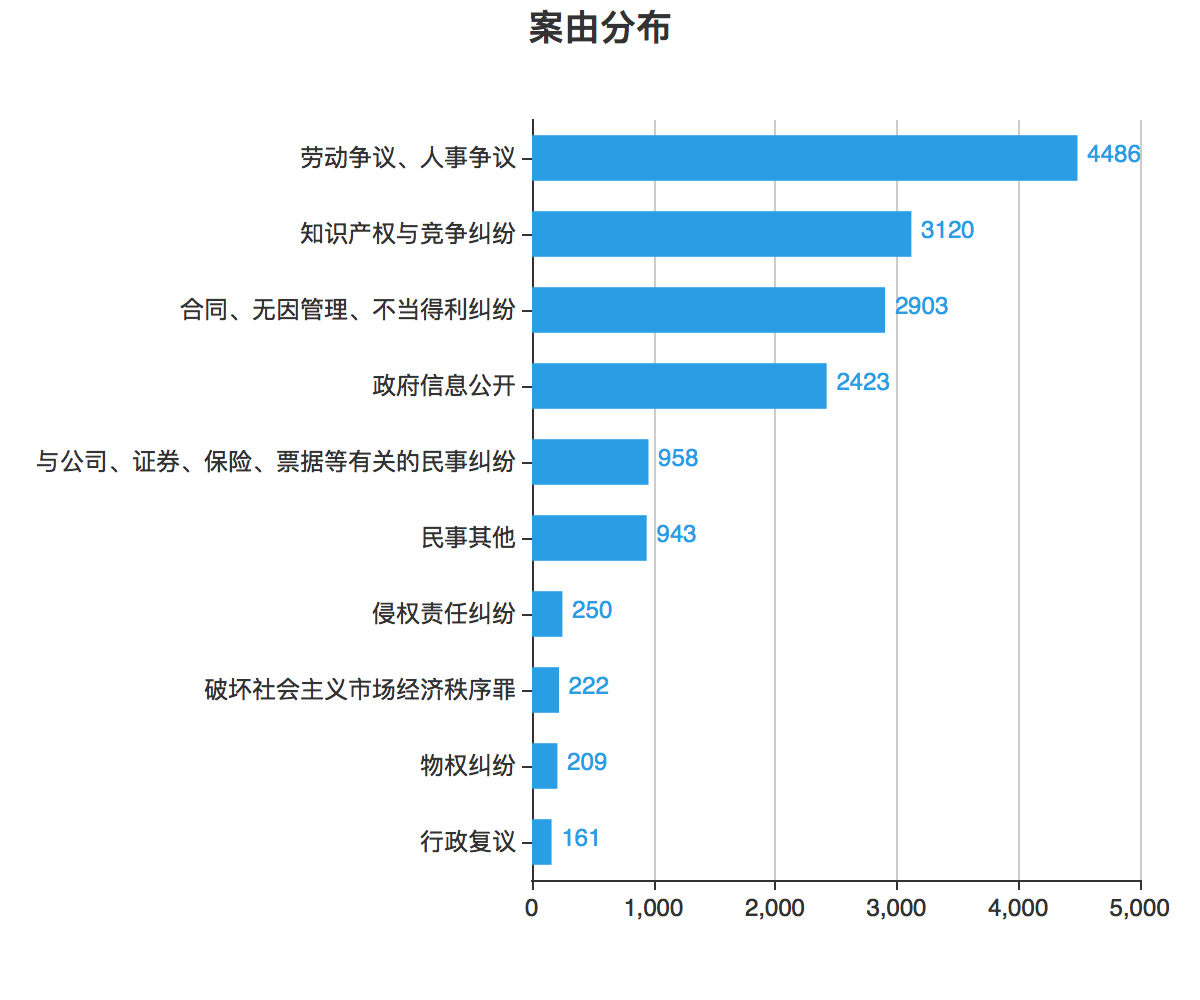 案由分布
劳动争议、人事争议 4486
知识产权与竞争纠纷 3120
合同、无因管理、不当得利纠纷 2903
政府信息公开 2423
与公司、证券、保险、票据等有关的民事纠纷 958
民事其他 943
侵权责任纠纷 250
破坏社会主义市场经济秩序罪 222
物权纠纷 209
行政复议 161
0 1,000 2,000 3,000 4,000 5,000